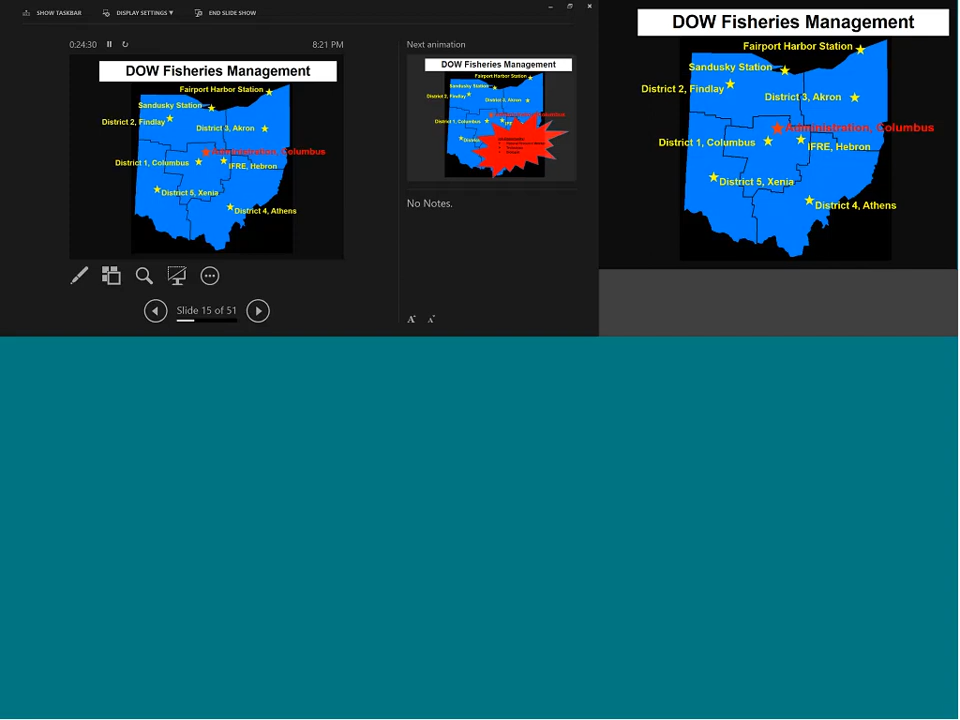 SHOW TASKBAR
DISPLAY SETTINGS ▼
END SLIDE SHOW
0:24:30
8:21 PM
DOW Fisheries Management
Fairport Harbor Station
Sandusky Station
District 2, Findlay
District 3, Akron
Administration, Columbus
District 1, Columbus
IFRE, Hebron
District 5, Xenia
District 4, Athens
Slide 15 of 51
Next animation
DOW Fisheries Management
Fairport Harbor Station
Sandusky Station
District 2, Findlay
District 3, Akron
District 1, Columbus
No Notes.
A A
DOW Fisheries Management
Fairport Harbor Station
Sandusky Station
District 2, Findlay
District 3, Akron
Administration, Columbus
District 1, Columbus
IFRE, Hebron
District 5, Xenia
District 4, Athens